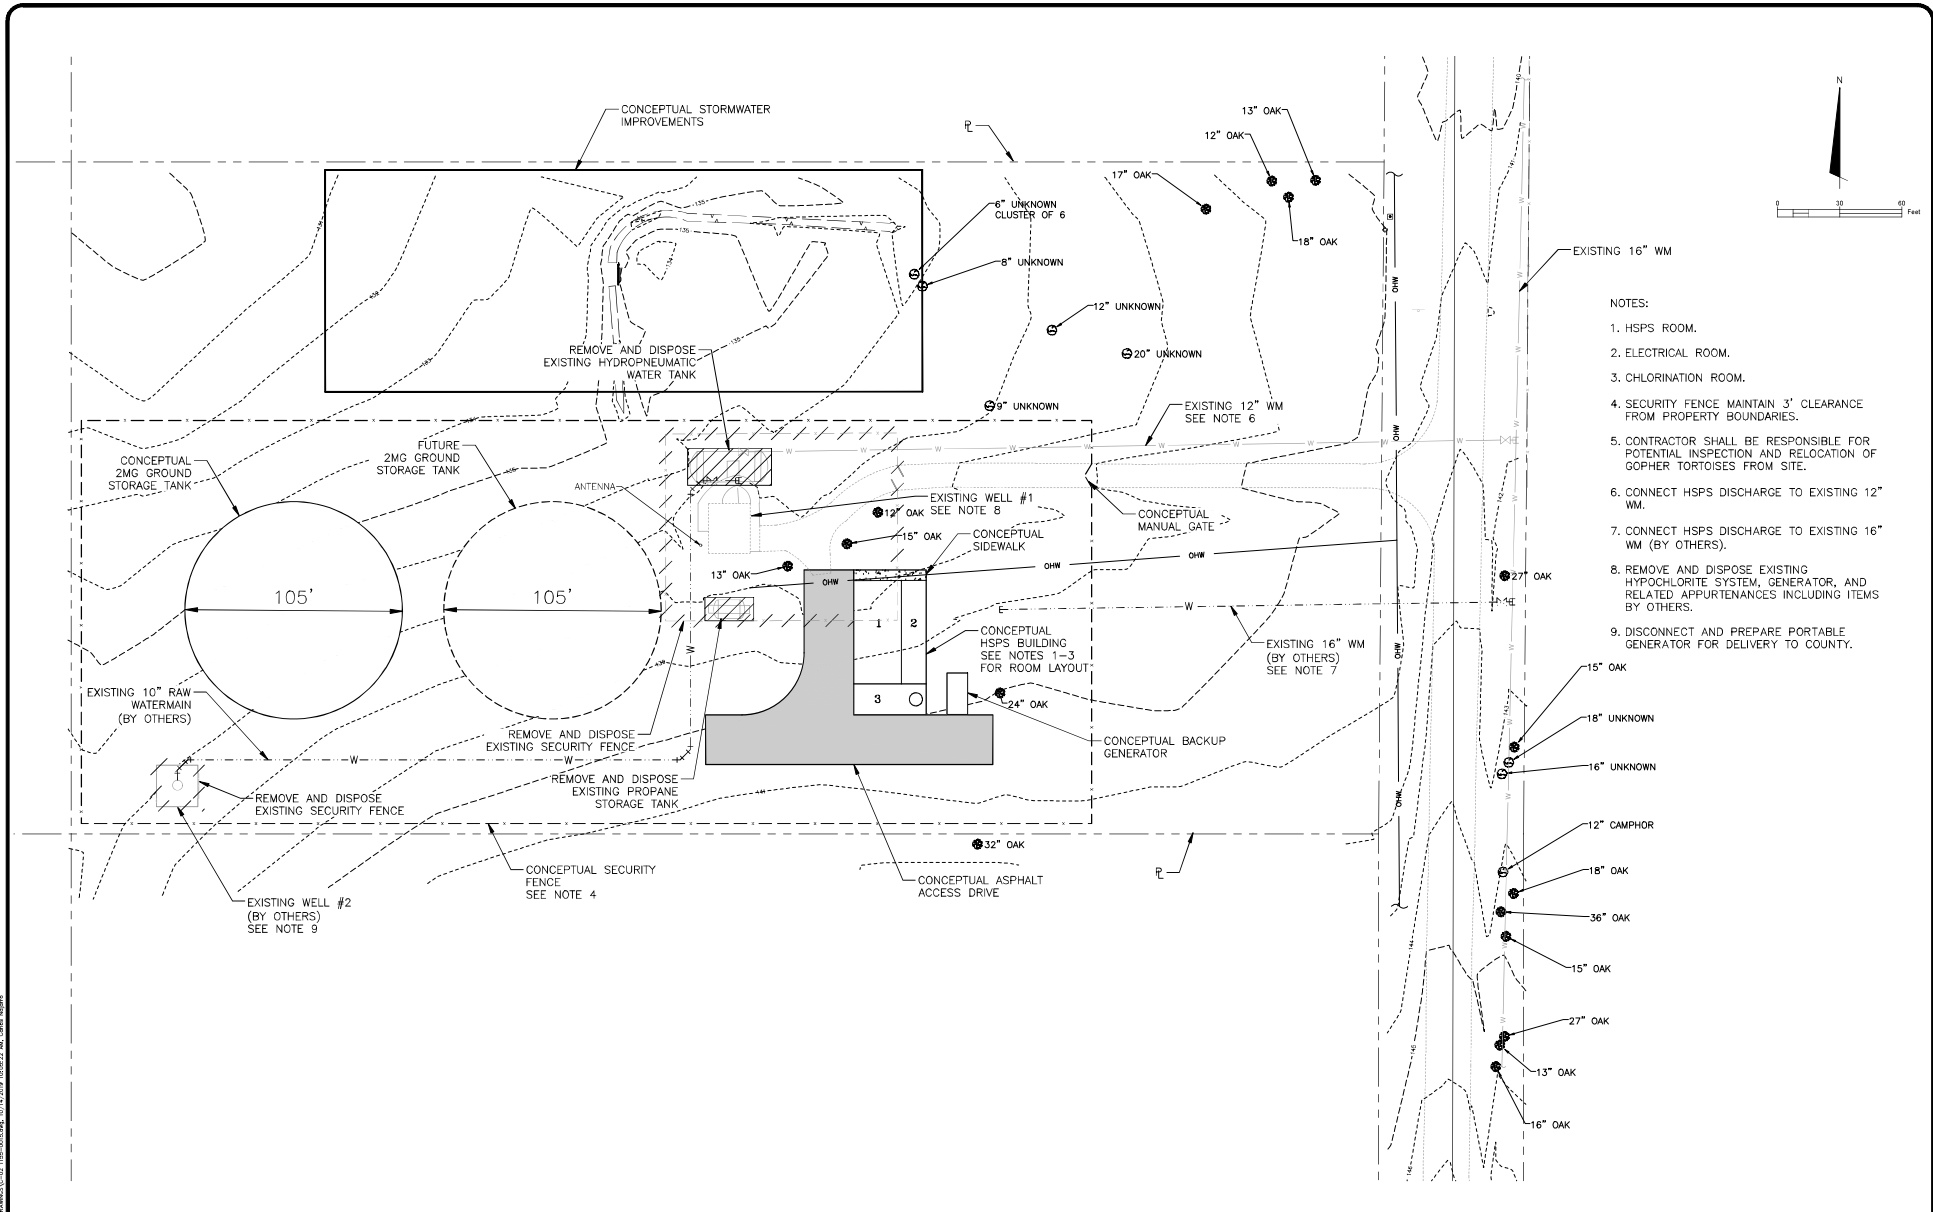 CONCEPTUAL STORMWATER
IMPROVEMENTS
PL
13" OAK
12" OAK
17" OAK
18" OAK
N
0 30 60
Feet
6" UNKNOWN
CLUSTER OF 6
8" UNKNOWN
12" UNKNOWN
20" UNKNOWN
9" UNKNOWN
EXISTING 16" WM
REMOVE AND DISPOSE
EXISTING HYDROPNEUMATIC
WATER TANK
EXISTING 12" WM
SEE NOTE 6
CONCEPTUAL
2MG GROUND
STORAGE TANK
FUTURE
2MG GROUND
STORAGE TANK
ANTENNA
EXISTING WELL #1
SEE NOTE 8
12" OAK
15" OAK
13" OAK
CONCEPTUAL
SIDEWALK
CONCEPTUAL
MANUAL GATE
OHW
OHW
OHW
OHW
OHW
OHW
OHW
105'
105'
1
2
3
W
W
W
W
CONCEPTUAL
HSPS BUILDING
SEE NOTES 1-3
FOR ROOM LAYOUT
EXISTING 16" WM
(BY OTHERS)
SEE NOTE 7
24" OAK
27" OAK
EXISTING 10" RAW
WATERMAIN
(BY OTHERS)
REMOVE AND DISPOSE
EXISTING SECURITY FENCE
CONCEPTUAL BACKUP
GENERATOR
REMOVE AND DISPOSE
EXISTING PROPANE
STORAGE TANK
REMOVE AND DISPOSE
EXISTING SECURITY FENCE
32" OAK
PL
CONCEPTUAL SECURITY
FENCE
SEE NOTE 4
CONCEPTUAL ASPHALT
ACCESS DRIVE
EXISTING WELL #2
(BY OTHERS)
SEE NOTE 9
NOTES:
1. HSPS ROOM.
2. ELECTRICAL ROOM.
3. CHLORINATION ROOM.
4. SECURITY FENCE MAINTAIN 3' CLEARANCE
FROM PROPERTY BOUNDARIES.
5. CONTRACTOR SHALL BE RESPONSIBLE FOR
POTENTIAL INSPECTION AND RELOCATION OF
GOPHER TORTOISES FROM SITE.
6. CONNECT HSPS DISCHARGE TO EXISTING 12"
WM.
7. CONNECT HSPS DISCHARGE TO EXISTING 16"
WM (BY OTHERS).
8. REMOVE AND DISPOSE EXISTING
HYPOCHLORITE SYSTEM, GENERATOR, AND
RELATED APPURTENANCES INCLUDING ITEMS
BY OTHERS.
9. DISCONNECT AND PREPARE PORTABLE
GENERATOR FOR DELIVERY TO COUNTY.
15" OAK
18" UNKNOWN
16" UNKNOWN
12" CAMPHOR
18" OAK
36" OAK
15" OAK
27" OAK
13" OAK
16" OAK